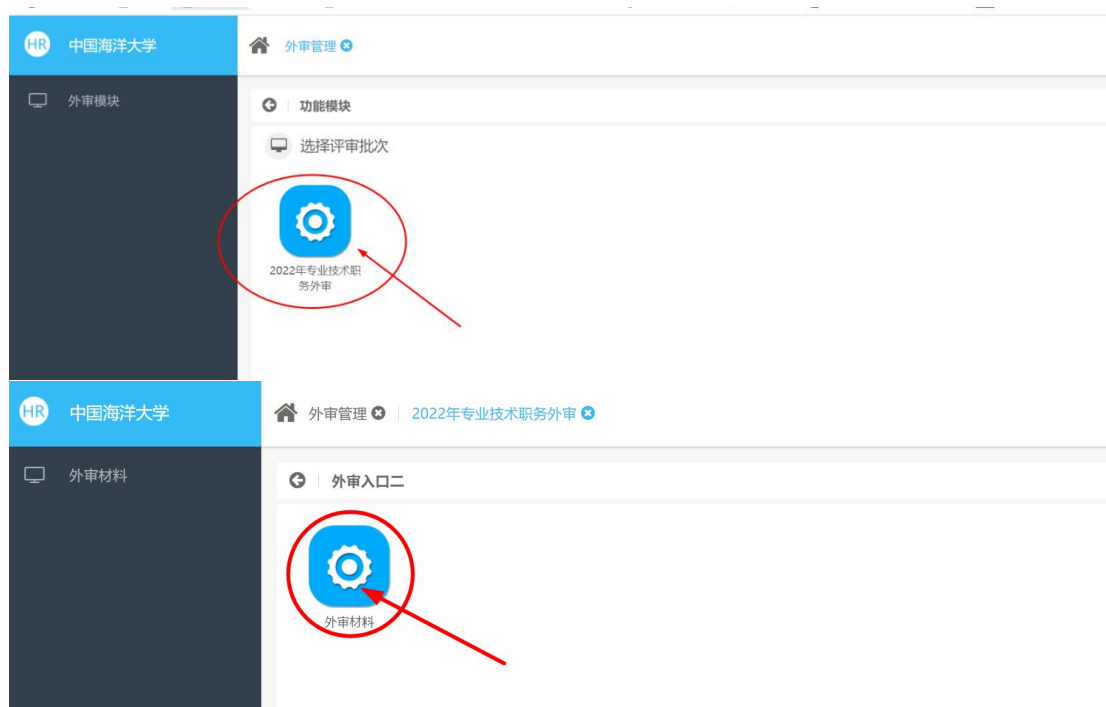 HR 中国海洋大学
外审管理
外审模块
功能模块
选择评审批次
2022年专业技术职
务外审
HR 中国海洋大学
外审管理 2022年专业技术职务外审
外审材料
外审入口二
外审材料